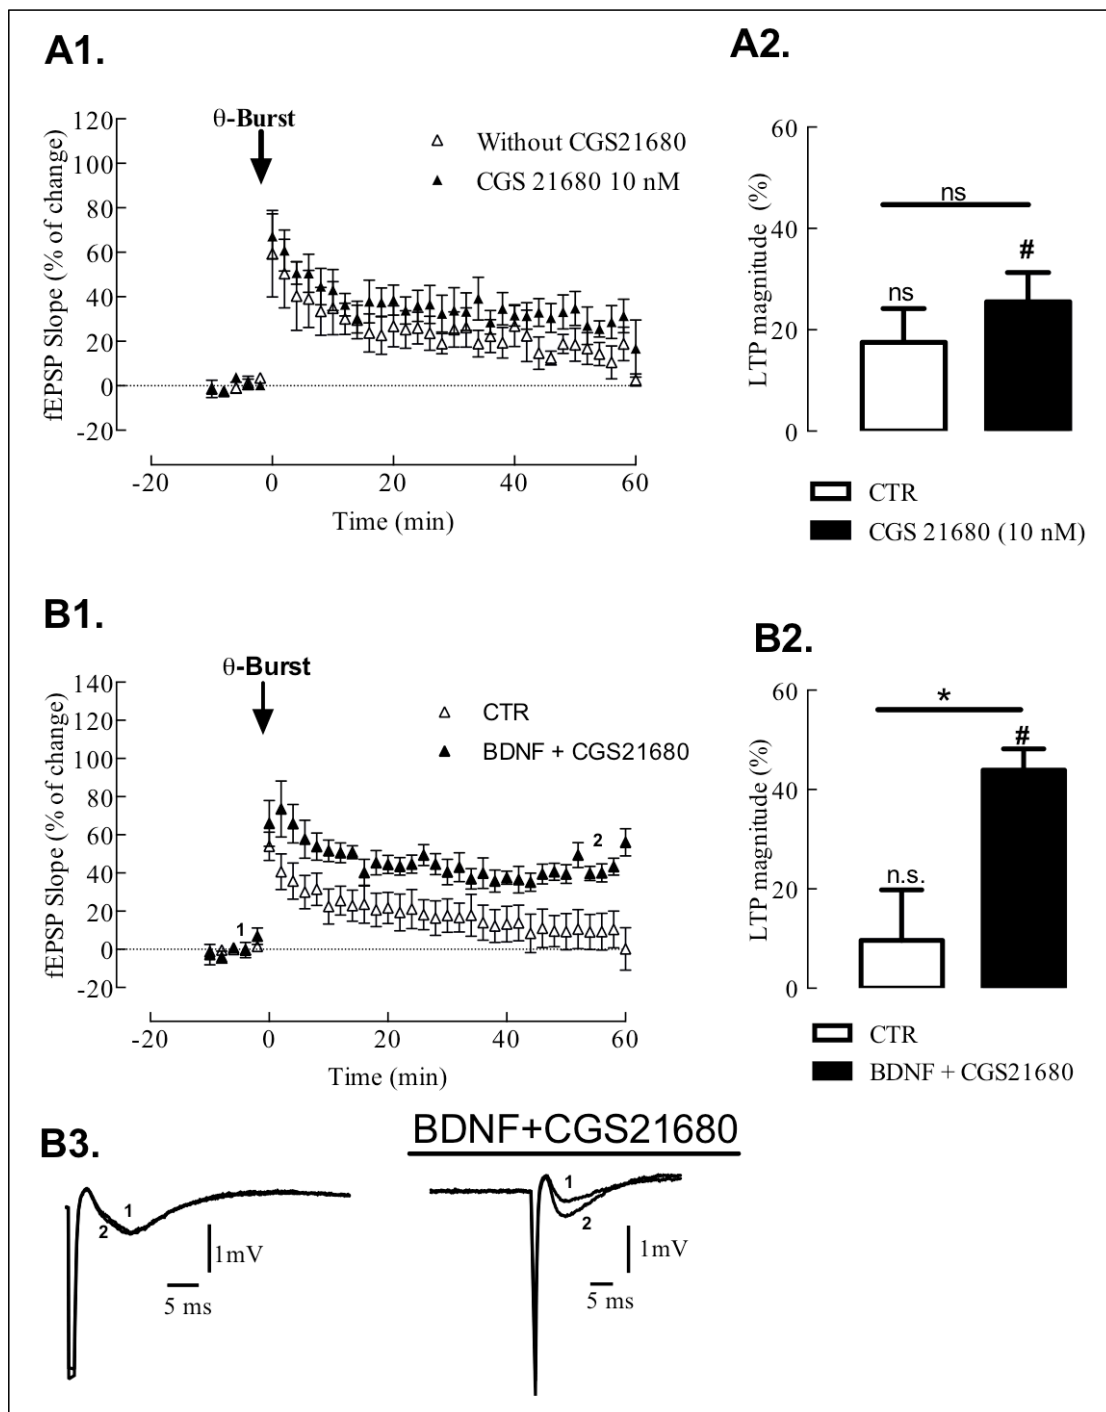 A1.
θ-Burst
Without CGS21680
CGS 21680 10 nM
fEPSP Slope (% of change)
120
100
80
60
40
20
0
-20
-20 0 20 40 60
Time (min)
A2.
LTP magnitude (%)
60
40
20
0
ns
ns
#
CTR
CGS 21680 (10 nM)
B1.
θ-Burst
CTR
BDNF + CGS21680
fEPSP Slope (% of change)
140
120
100
80
60
40
20
0
-20
1
2
-20 0 20 40 60
Time (min)
B2.
LTP magnitude (%)
60
40
20
0
*
#
n.s.
CTR
BDNF + CGS21680
B3.
1
2
1mV
5 ms
BDNF+CGS21680
1
2
1mV
5 ms